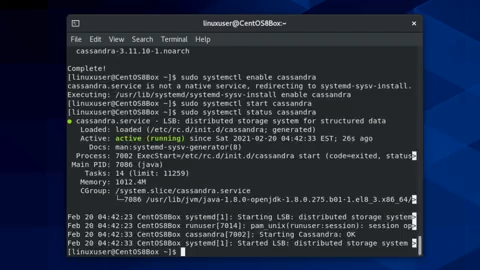 linuxuser@CentOS8Box:~
File Edit View Search Terminal Help
cassandra-3.11.10-1.noarch
Complete!
[linuxuser@CentOS8Box ~]$ sudo systemctl enable cassandra
cassandra.service is not a native service, redirecting to systemd-sysv-install.
Executing: /usr/lib/systemd/systemd-sysv-install enable cassandra
[linuxuser@CentOS8Box ~]$ sudo systemctl start cassandra
[linuxuser@CentOS8Box ~]$ sudo systemctl status cassandra
● cassandra.service - LSB: distributed storage system for structured data
Loaded: loaded (/etc/rc.d/init.d/cassandra; generated)
Active: active (running) since Sat 2021-02-20 04:42:33 EST; 26s ago
Docs: man:systemd-sysv-generator(8)
Process: 7002 ExecStart=/etc/rc.d/init.d/cassandra start (code=exited, status>
Main PID: 7086 (java)
Tasks: 14 (limit: 11259)
Memory: 1012.4M
CGroup: /system.slice/cassandra.service
└─7086 /usr/lib/jvm/java-1.8.0-openjdk-1.8.0.275.b01-1.el8_3.x86_64/>
Feb 20 04:42:23 CentOS8Box systemd[1]: Starting LSB: distributed storage system>
Feb 20 04:42:23 CentOS8Box runuser[7014]: pam_unix(runuser:session): session op>
Feb 20 04:42:33 CentOS8Box cassandra[7002]: Starting Cassandra: OK
Feb 20 04:42:33 CentOS8Box systemd[1]: Started LSB: distributed storage system >
[linuxuser@CentOS8Box ~]$